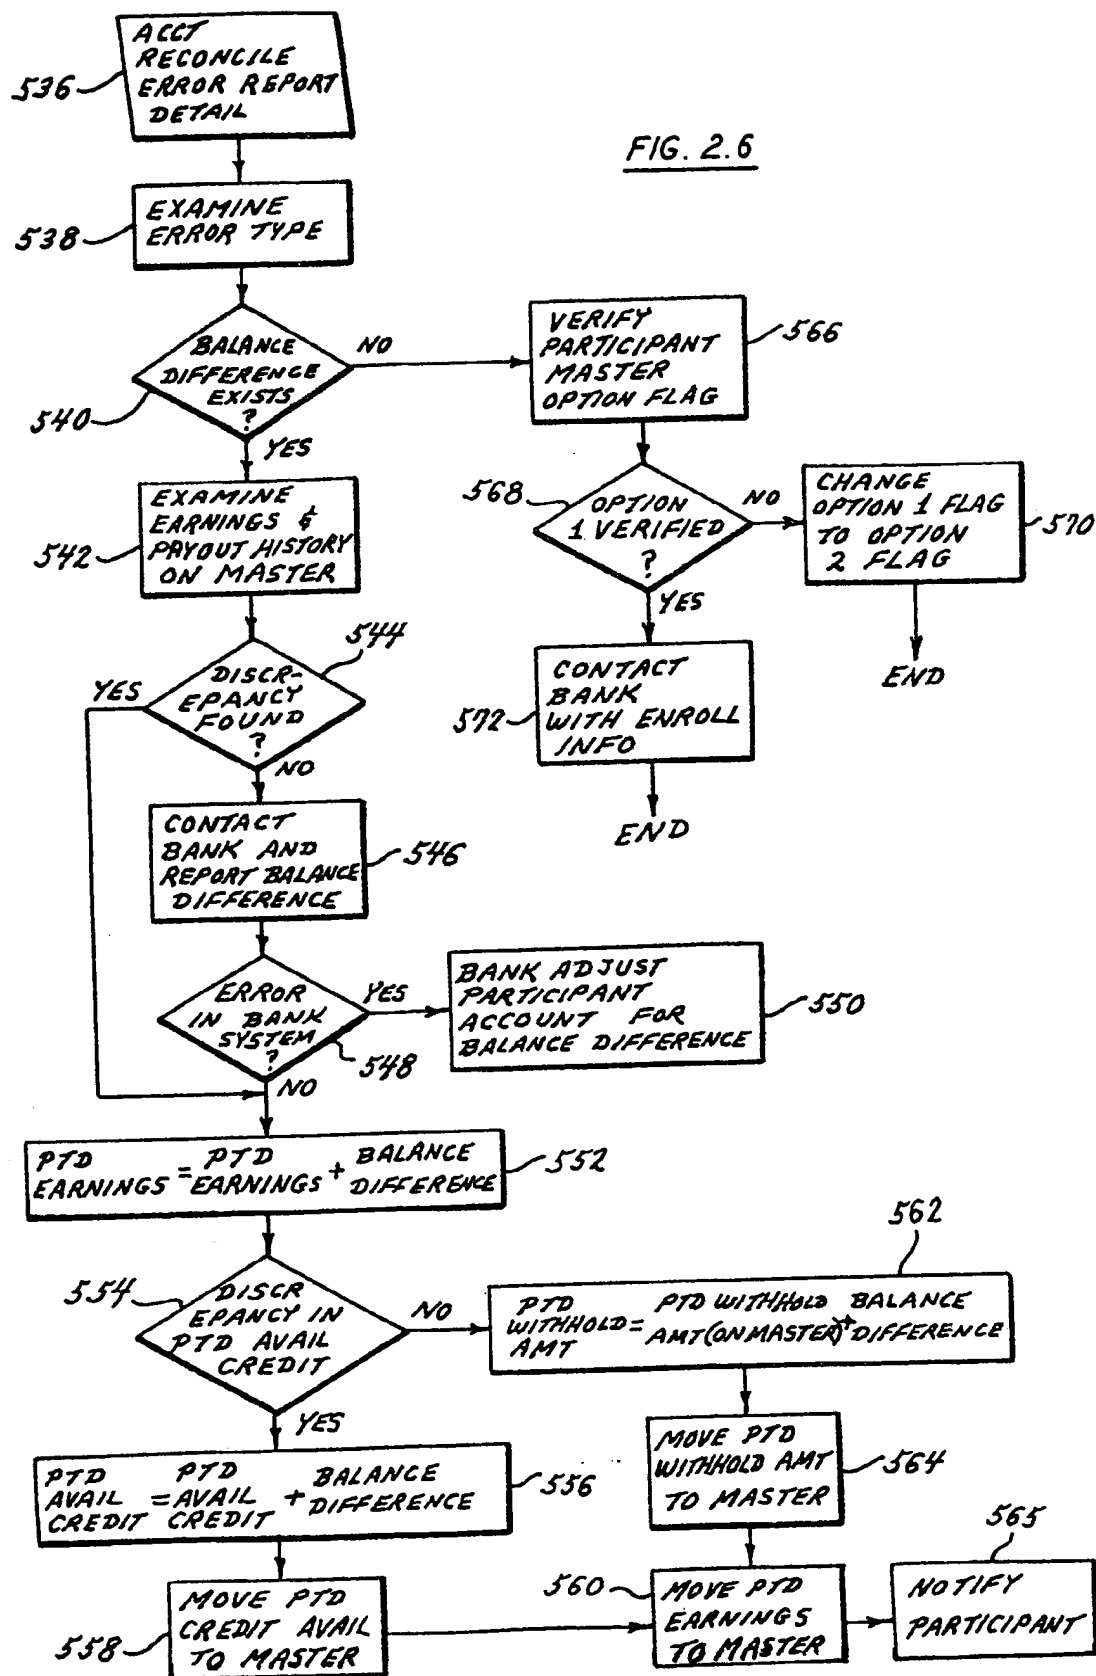 ACCT
RECONCILE
ERROR REPORT
DETAIL
536
FIG. 2.6
EXAMINE
ERROR TYPE
538
BALANCE
DIFFERENCE
EXISTS
?
540
NO
YES
VERIFY
PARTICIPANT
MASTER
OPTION FLAG
566
EXAMINE
EARNINGS &
PAYOUT HISTORY
ON MASTER
542
568
OPTION
1 VERIFIED
?
NO
YES
CHANGE
OPTION 1 FLAG
TO OPTION
2 FLAG
570
END
544
DISCR-
EPANCY
FOUND
?
YES
NO
CONTACT
BANK
WITH ENROLL
INFO
572
END
CONTACT
BANK AND
REPORT BALANCE
DIFFERENCE
546
ERROR
IN BANK
SYSTEM
?
548
YES
NO
BANK ADJUST
PARTICIPANT
ACCOUNT FOR
BALANCE DIFFERENCE
550
PTD PTD BALANCE
EARNINGS = EARNINGS + DIFFERENCE
552
554
DISCR
EPANCY IN
PTD AVAIL
CREDIT
NO
YES
562
PTD PTD WITHHOLD BALANCE
WITHHOLD = AMT (ON MASTER) + DIFFERENCE
AMT
PTD PTD BALANCE
AVAIL = AVAIL + DIFFERENCE
CREDIT CREDIT
556
MOVE PTD
WITHHOLD AMT
TO MASTER
564
MOVE PTD
CREDIT AVAIL
TO MASTER
558
560
MOVE PTD
EARNINGS
TO MASTER
565
NOTIFY
PARTICIPANT